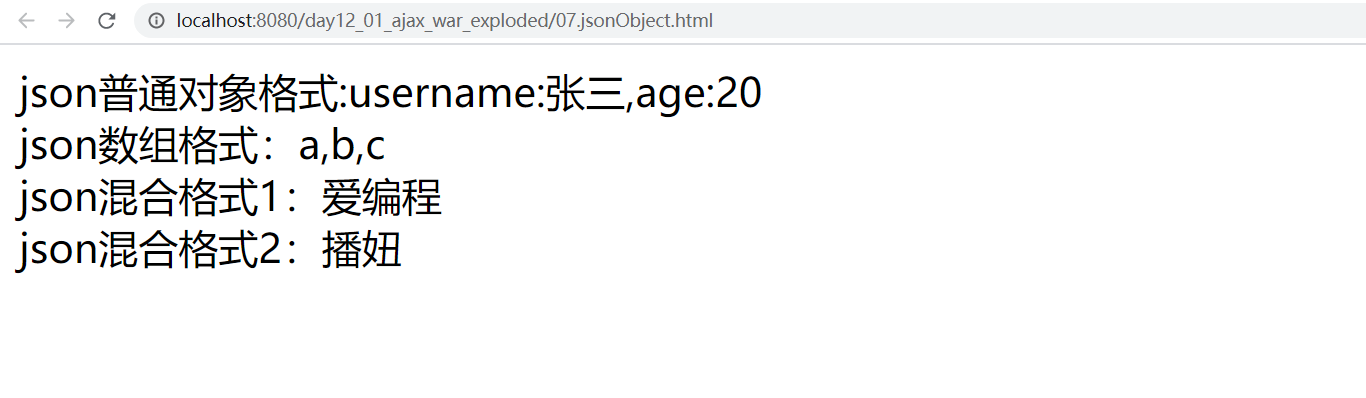 localhost:8080/day12_01_ajax_war_exploded/07.jsonObject.html
json普通对象格式:username:张三,age:20
json数组格式：a,b,c
json混合格式1：爱编程
json混合格式2：播妞